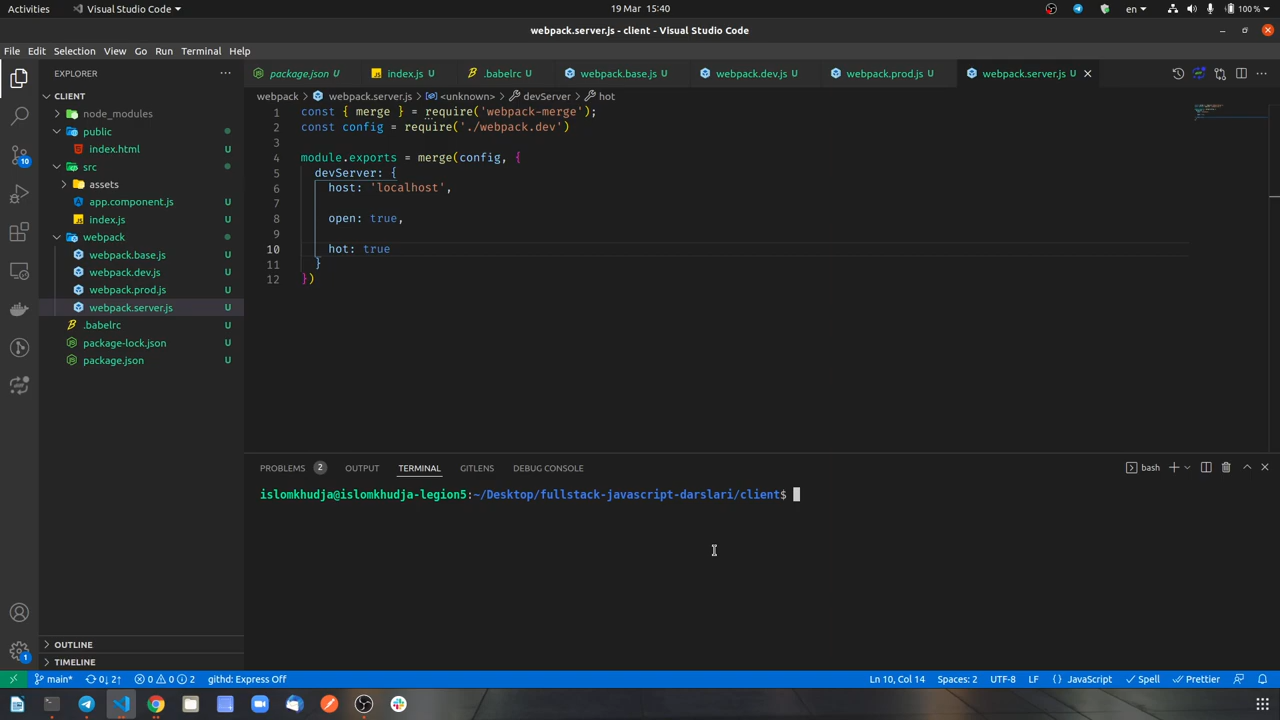 Activities
Visual Studio Code
19 Mar 15:40
en
100 %
webpack.server.js - client - Visual Studio Code
File Edit Selection View Go Run Terminal Help
EXPLORER
package.json U
index.js U
.babelrc U
webpack.base.js U
webpack.dev.js U
webpack.prod.js U
webpack.server.js U
CLIENT
node_modules
public
index.html U
src
assets
app.component.js U
index.js U
webpack
webpack.base.js U
webpack.dev.js U
webpack.prod.js U
webpack.server.js U
.babelrc U
package-lock.json U
package.json U
OUTLINE
TIMELINE
10
1
webpack > webpack.server.js > <unknown> > devServer > hot
1 const { merge } = require('webpack-merge');
2 const config = require('./webpack.dev')
3
4 module.exports = merge(config, {
5 devServer: {
6 host: 'localhost',
7
8 open: true,
9
10 hot: true
11 }
12 })
PROBLEMS 2 OUTPUT TERMINAL GITLENS DEBUG CONSOLE
bash
islomkhudja@islomkhudja-legion5:~/Desktop/fullstack-javascript-darslari/client$
main* 0↓ 2↑ 0 0 2 githd: Express Off
Ln 10, Col 14 Spaces: 2 UTF-8 LF {} JavaScript Spell Prettier